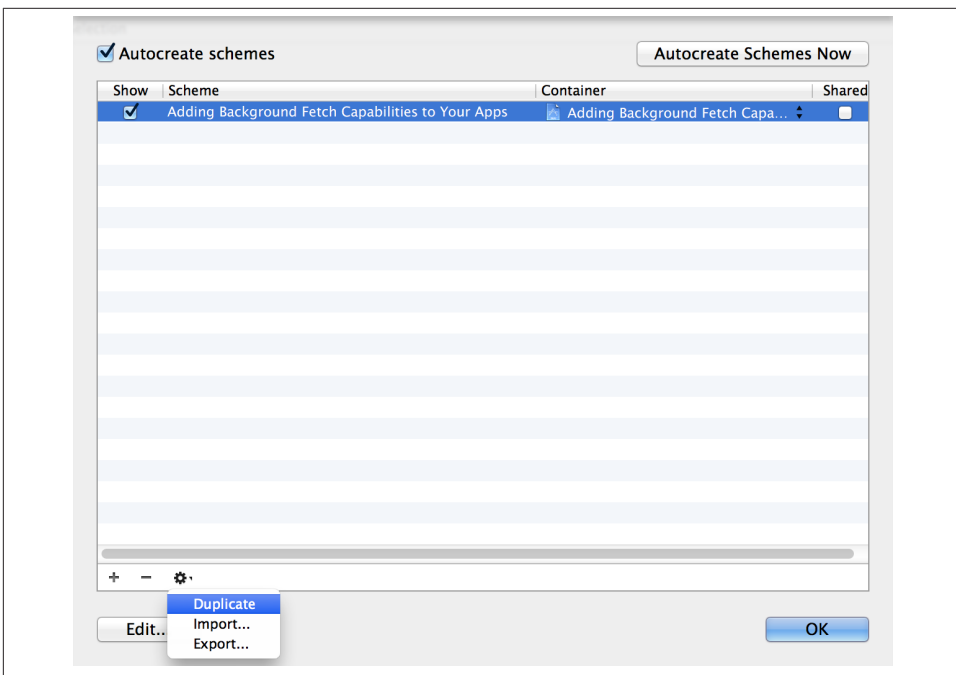 Autocreate schemes
Autocreate Schemes Now
Show Scheme Container Shared
Adding Background Fetch Capabilities to Your Apps Adding Background Fetch Capa...
+ −
Duplicate
Edit.. Import...
Export...
OK